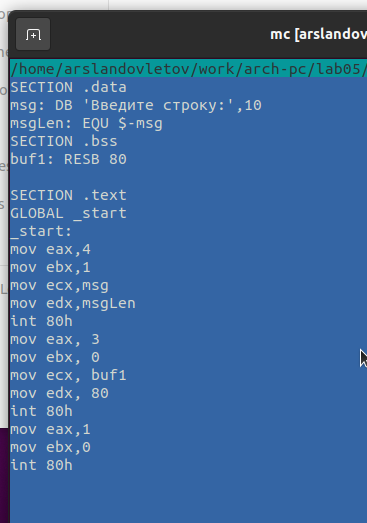 mc [arslandov
/home/arslandovletov/work/arch-pc/lab05/
SECTION .data
msg: DB 'Введите строку:',10
msgLen: EQU $-msg
SECTION .bss
buf1: RESB 80
SECTION .text
GLOBAL _start
_start:
mov eax,4
mov ebx,1
mov ecx,msg
mov edx,msgLen
int 80h
mov eax, 3
mov ebx, 0
mov ecx, buf1
mov edx, 80
int 80h
mov eax,1
mov ebx,0
int 80h